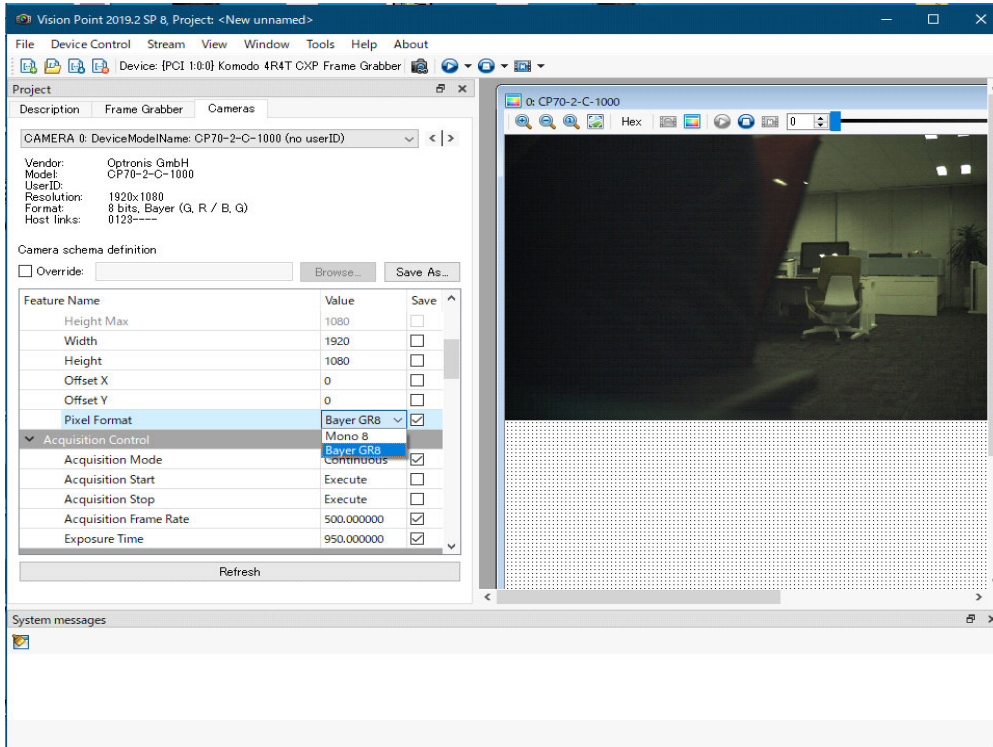 Vision Point 2019.2 SP 8, Project: <New unnamed>
File Device Control Stream View Window Tools Help About
Device: {PCI 1:0:0} Komodo 4R4T CXP Frame Grabber
Project
Description Frame Grabber Cameras
CAMERA 0: DeviceModelName: CP70-2-C-1000 (no userID)
Vendor: Optronis GmbH
Model: CP70-2-C-1000
UserID:
Resolution: 1920x1080
Format: 8 bits, Bayer (G, R / B, G)
Host links: 0123----
Camera schema definition
Override: Browse... Save As...
Feature Name Value Save
Height Max 1080
Width 1920
Height 1080
Offset X 0
Offset Y 0
Pixel Format Bayer GR8
Mono 8
Bayer GR8
Acquisition Control
Acquisition Mode Continuous
Acquisition Start Execute
Acquisition Stop Execute
Acquisition Frame Rate 500.000000
Exposure Time 950.000000
Refresh
0: CP70-2-C-1000
Hex 0
System messages